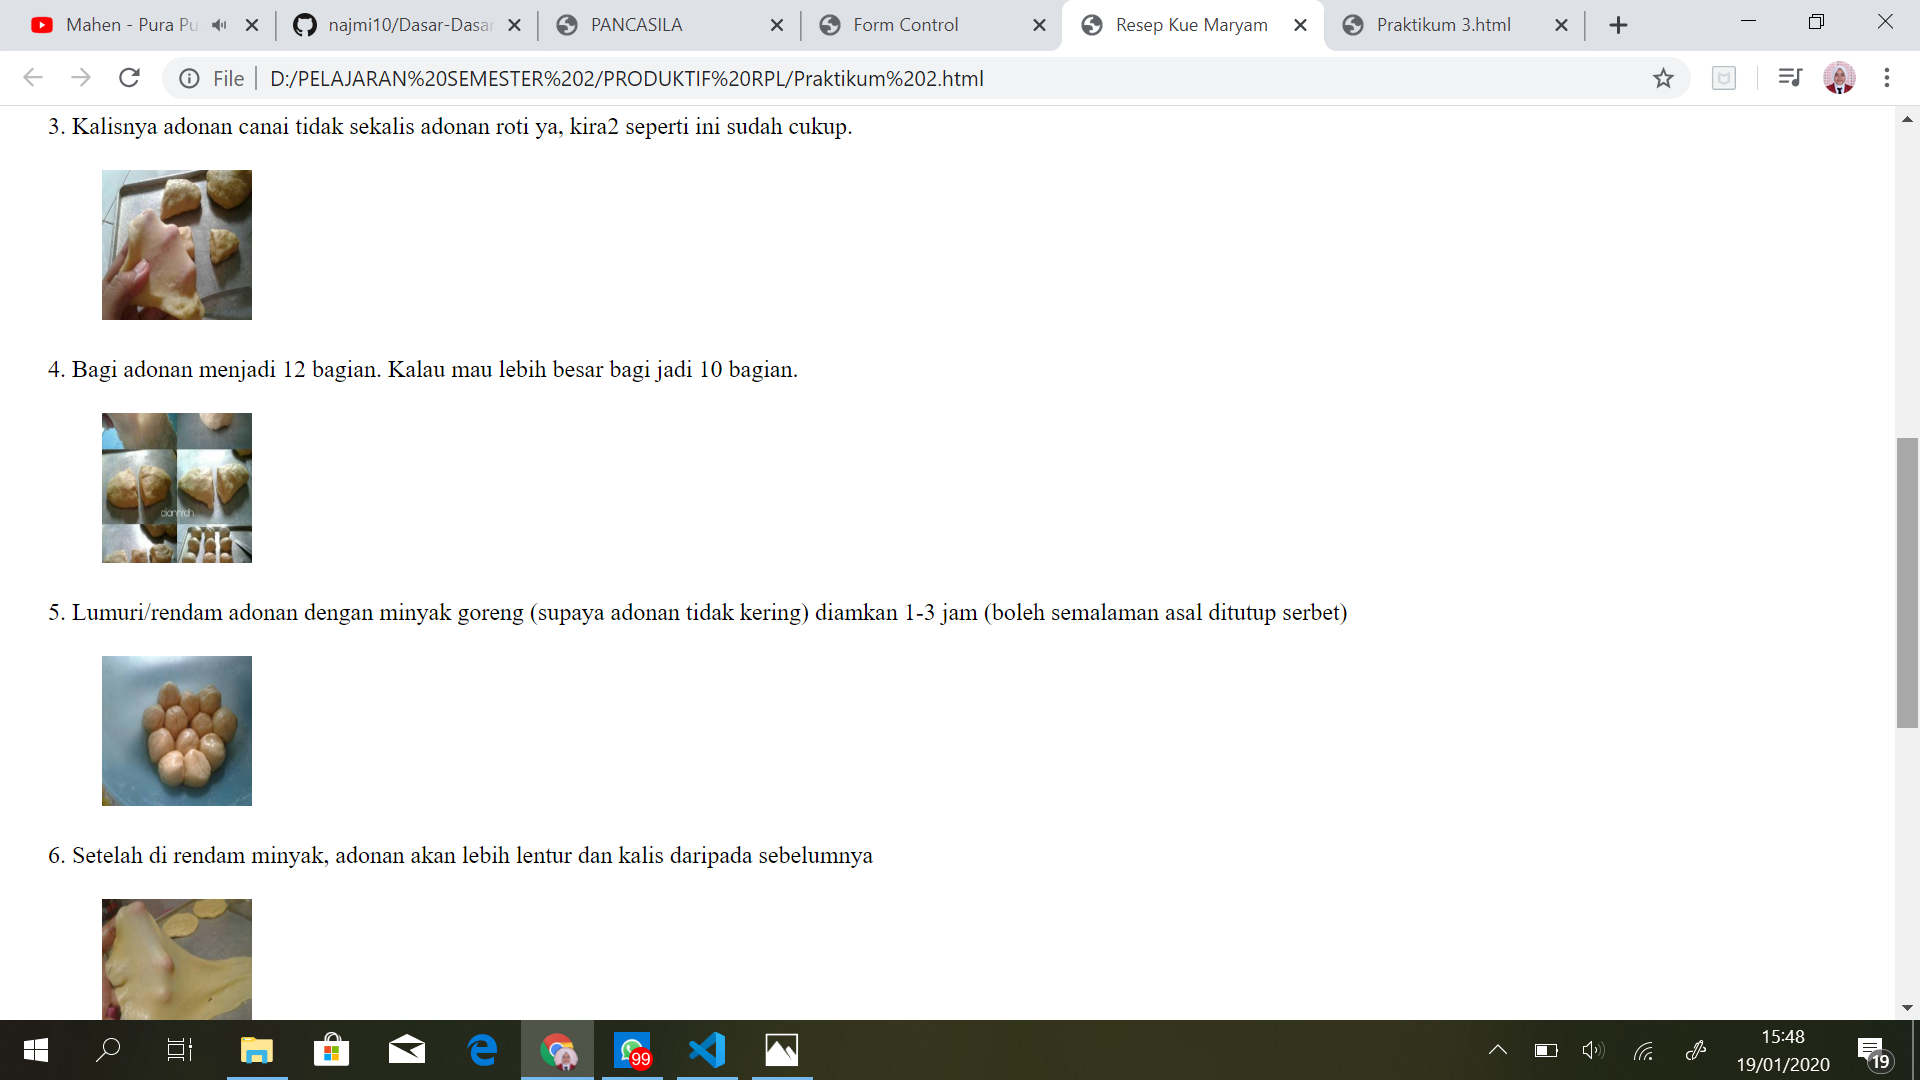 Mahen - Pura Pu
najmi10/Dasar-Dasar
PANCASILA
Form Control
Resep Kue Maryam
Praktikum 3.html
File
D:/PELAJARAN%20SEMESTER%202/PRODUKTIF%20RPL/Praktikum%202.html
3. Kalisnya adonan canai tidak sekalis adonan roti ya, kira2 seperti ini sudah cukup.
4. Bagi adonan menjadi 12 bagian. Kalau mau lebih besar bagi jadi 10 bagian.
5. Lumuri/rendam adonan dengan minyak goreng (supaya adonan tidak kering) diamkan 1-3 jam (boleh semalaman asal ditutup serbet)
6. Setelah di rendam minyak, adonan akan lebih lentur dan kalis daripada sebelumnya
99
15:48
19/01/2020
19